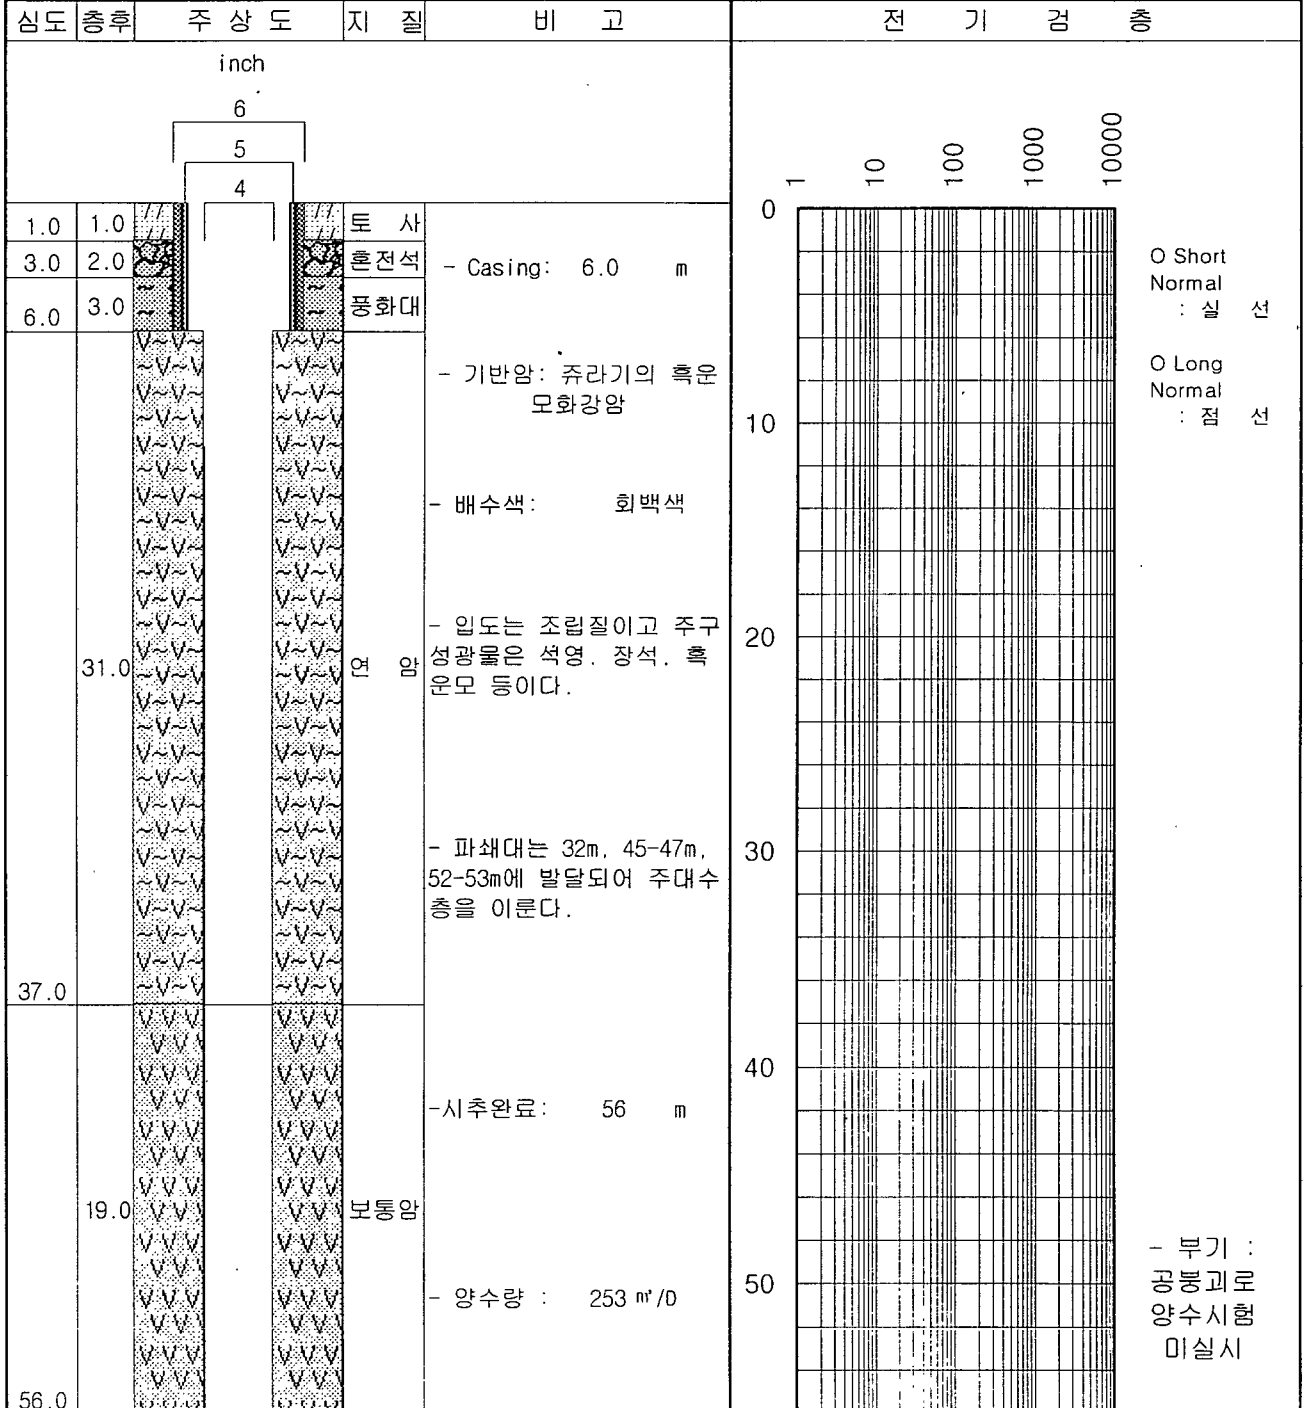 심도 층후 주 상 도 지 질 비 고 전 기 검 층
inch
6
5
4
1 10 100 1000 10000
1.0 1.0 토 사
3.0 2.0 혼전석
6.0 3.0 풍화대
- Casing: 6.0 m
- 기반암: 쥬라기의 흑운
모화강암
- 배수색: 회백색
- 입도는 조립질이고 주구
성광물은 석영. 장석. 흑
운모 등이다.
31.0 연 암
- 파쇄대는 32m, 45-47m,
52-53m에 발달되어 주대수
층을 이룬다.
37.0
-시추완료: 56 m
19.0 보통암
- 양수량 : 253 ㎥/D
56.0
0
10
20
30
40
50
O Short
Normal
: 실 선
O Long
Normal
: 점 선
- 부기 :
공붕괴로
양수시험
미실시